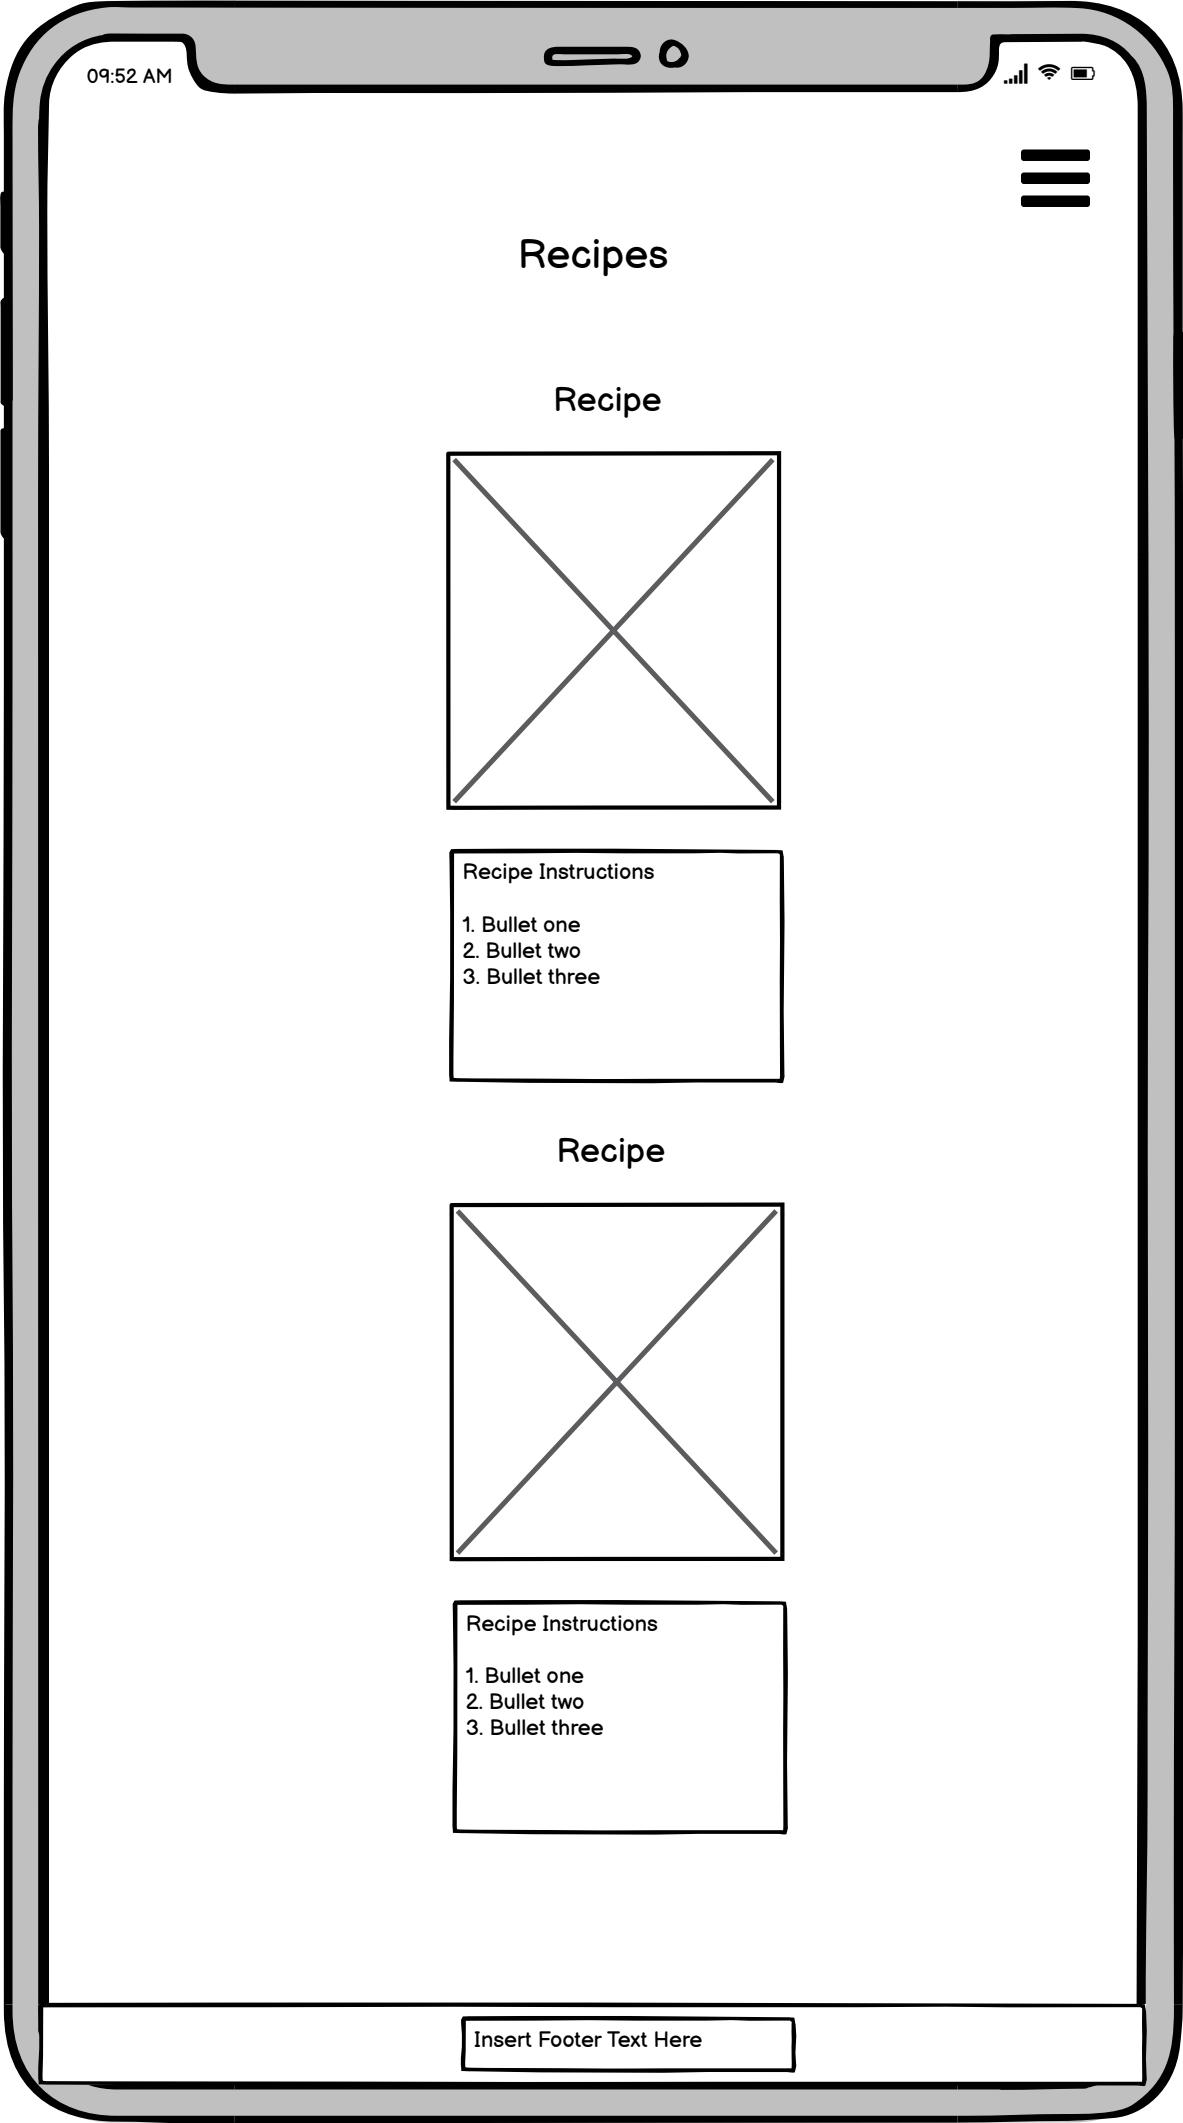 09:52 AM
Recipes
Recipe
Recipe Instructions
1. Bullet one
2. Bullet two
3. Bullet three
Recipe
Recipe Instructions
1. Bullet one
2. Bullet two
3. Bullet three
Insert Footer Text Here